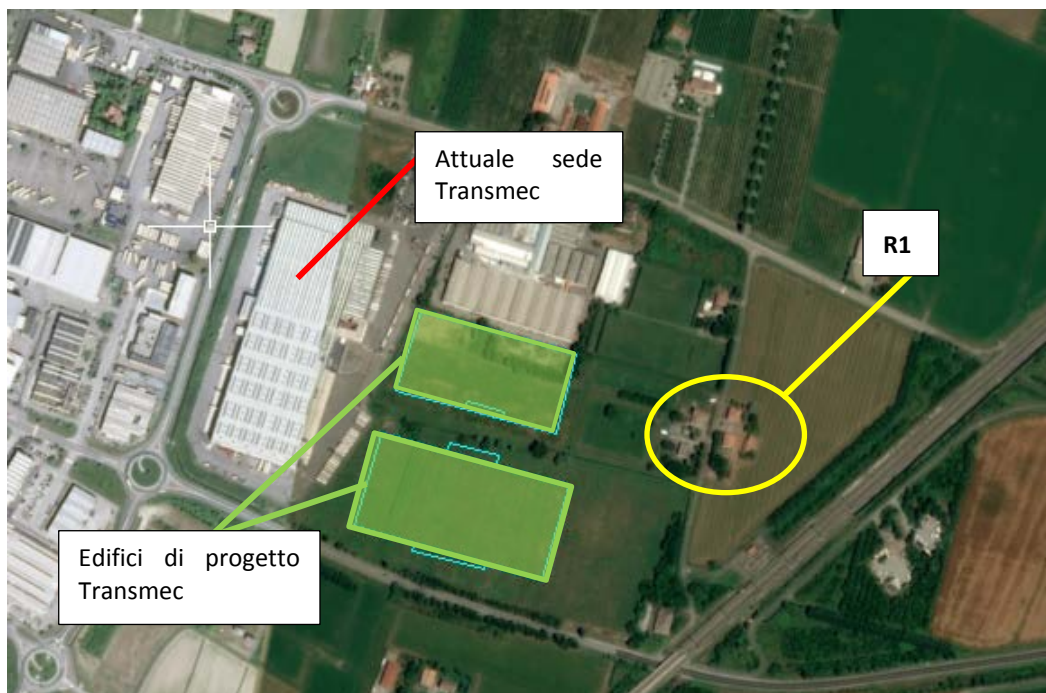 Attuale sede
Transmec
R1
Edifici di progetto
Transmec